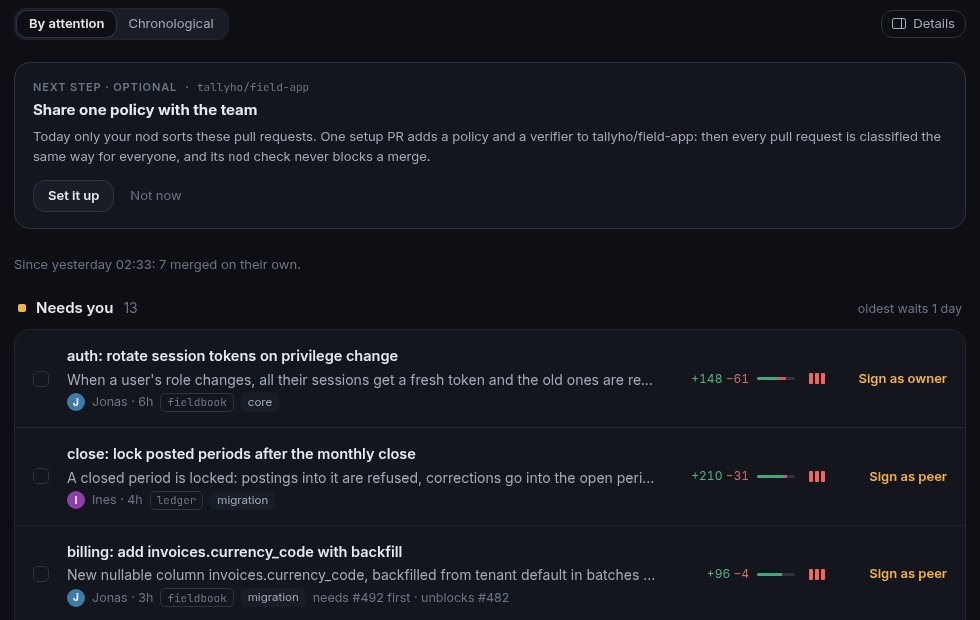 By attention Chronological Details
NEXT STEP · OPTIONAL · tallyho/field-app
Share one policy with the team
Today only your nod sorts these pull requests. One setup PR adds a policy and a verifier to tallyho/field-app: then every pull request is classified the
same way for everyone, and its nod check never blocks a merge.
Set it up Not now
Since yesterday 02:33: 7 merged on their own.
Needs you 13 oldest waits 1 day
auth: rotate session tokens on privilege change
When a user's role changes, all their sessions get a fresh token and the old ones are re... +148 −61 Sign as owner
J Jonas · 6h fieldbook core
close: lock posted periods after the monthly close
A closed period is locked: postings into it are refused, corrections go into the open peri... +210 −31 Sign as peer
I Ines · 4h ledger migration
billing: add invoices.currency_code with backfill
New nullable column invoices.currency_code, backfilled from tenant default in batches ... +96 −4 Sign as peer
J Jonas · 3h fieldbook migration needs #492 first · unblocks #482